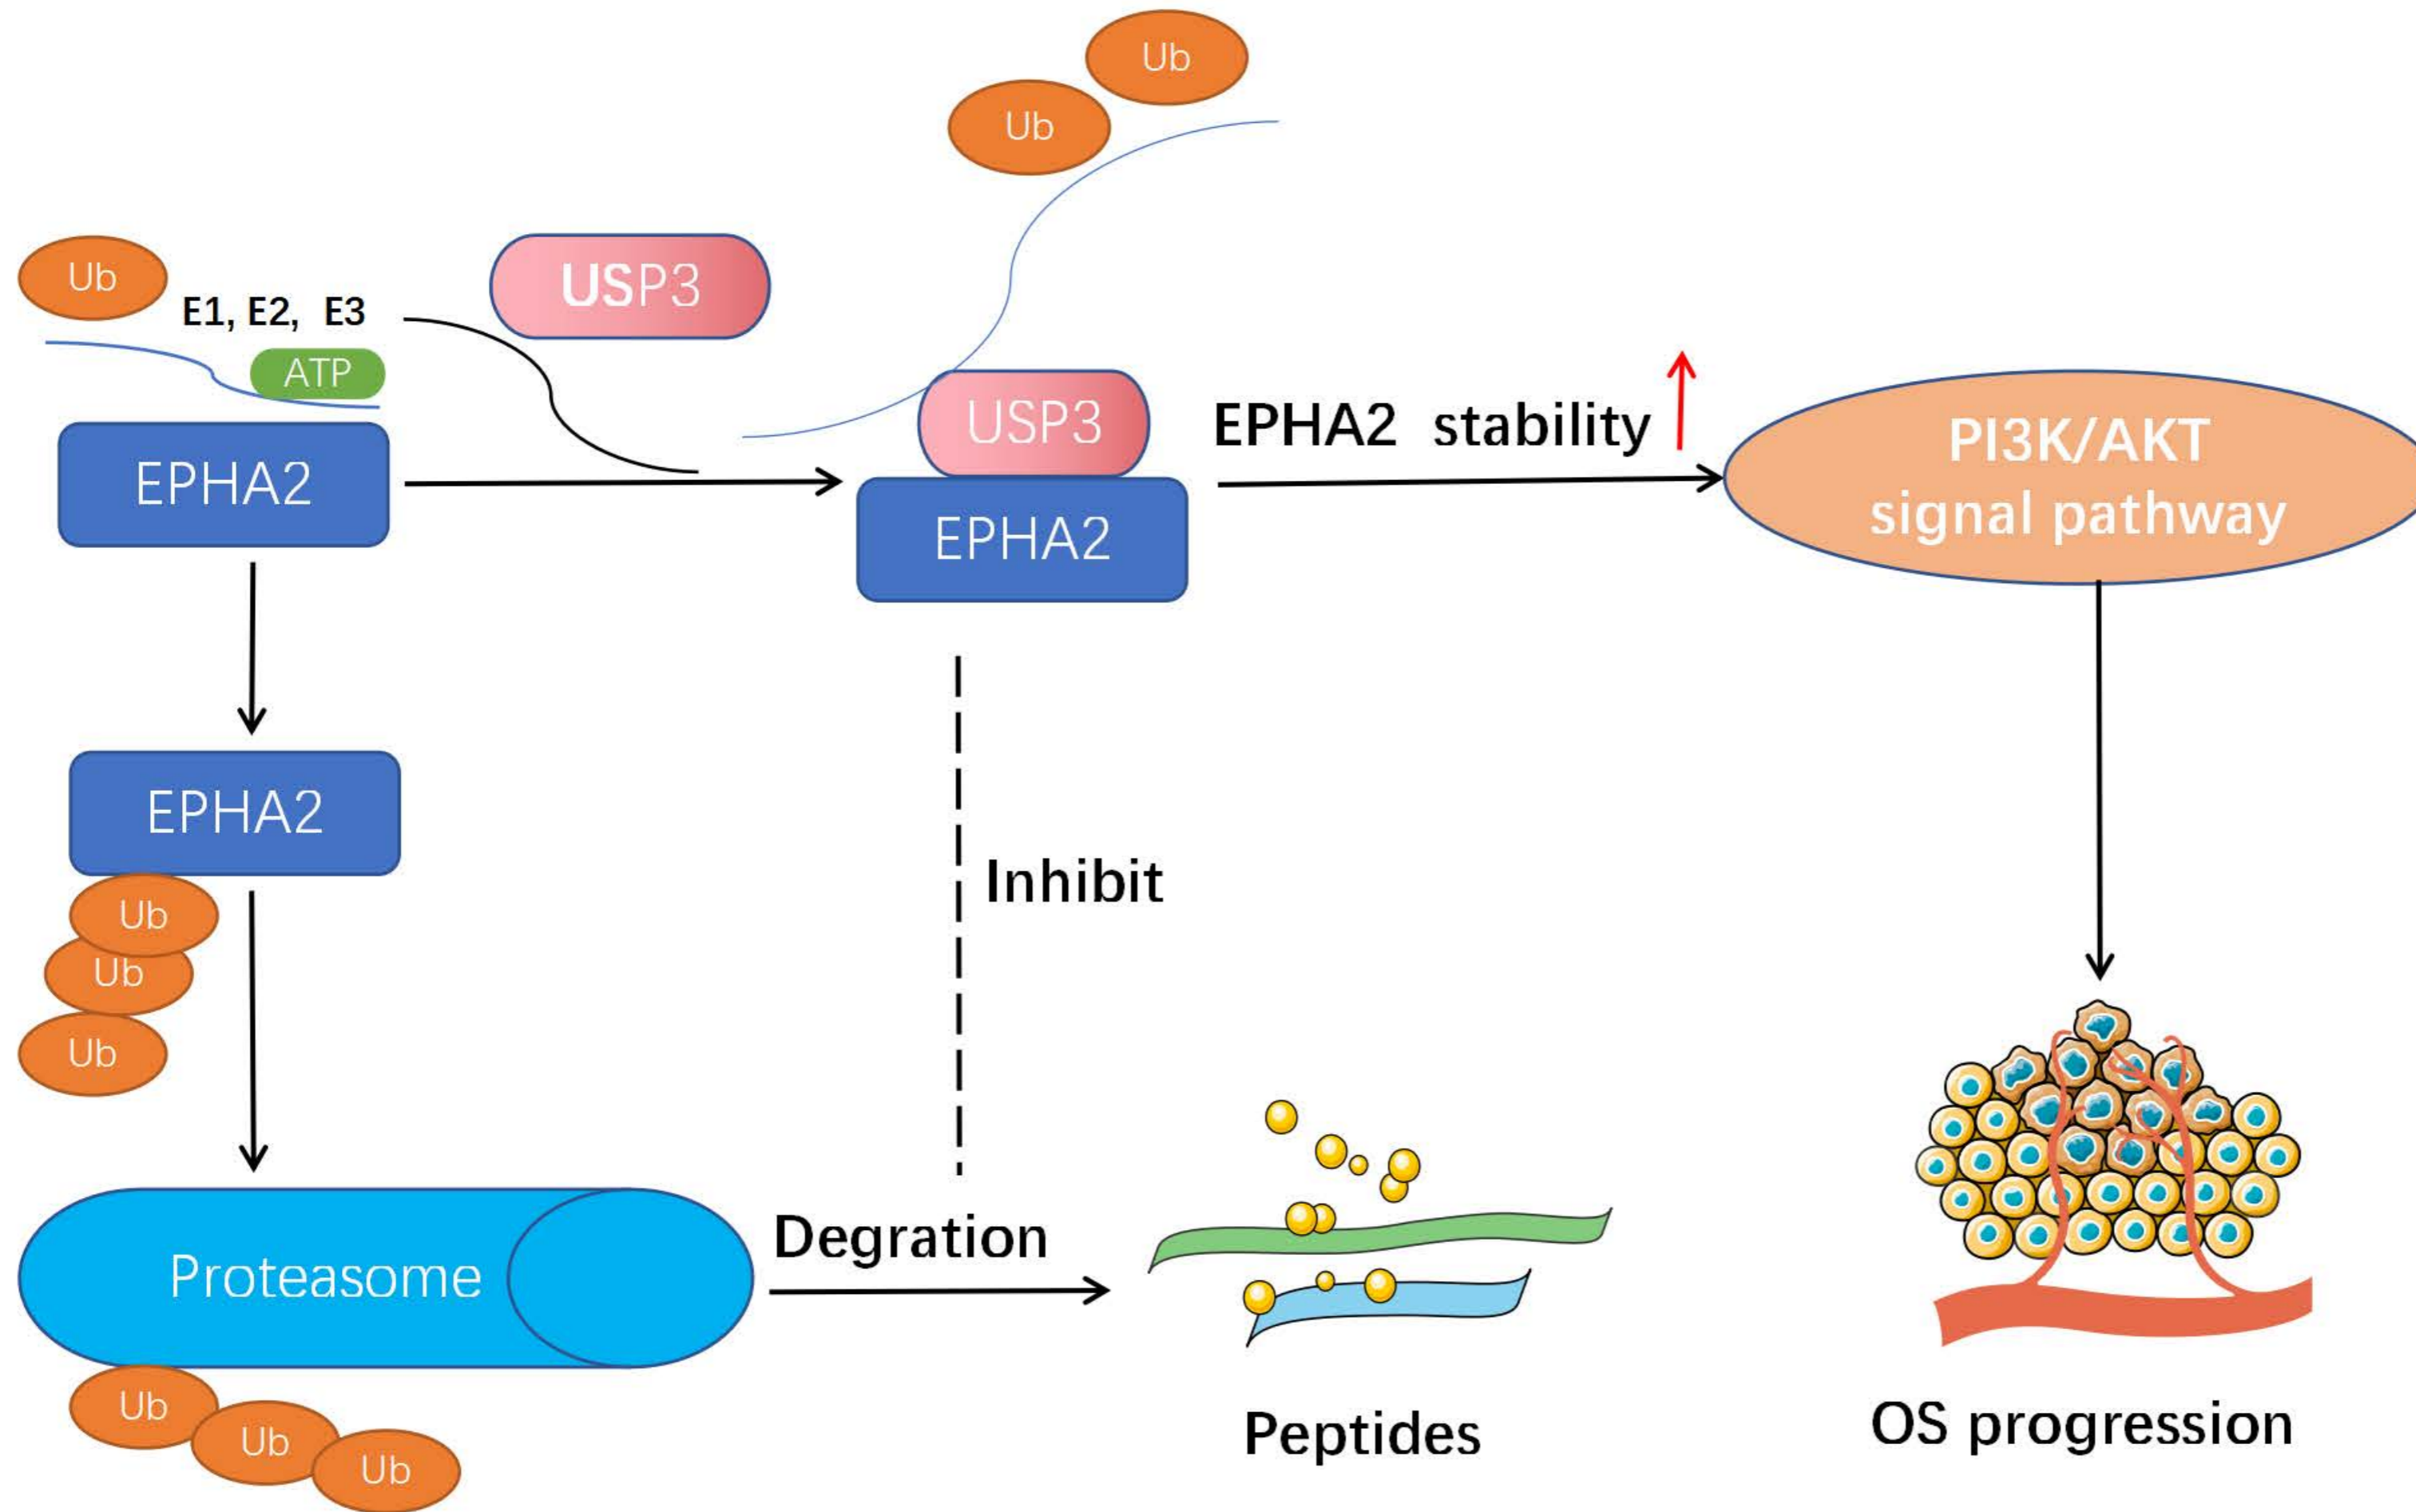 Ub
Ub
Ub
E1, E2, E3
ATP
USP3
EPHA2
USP3
EPHA2
EPHA2 stability
PI3K/AKT
signal pathway
EPHA2
Ub
Ub
Ub
Inhibit
Proteasome
Degration
Peptides
OS progression
Ub
Ub
Ub